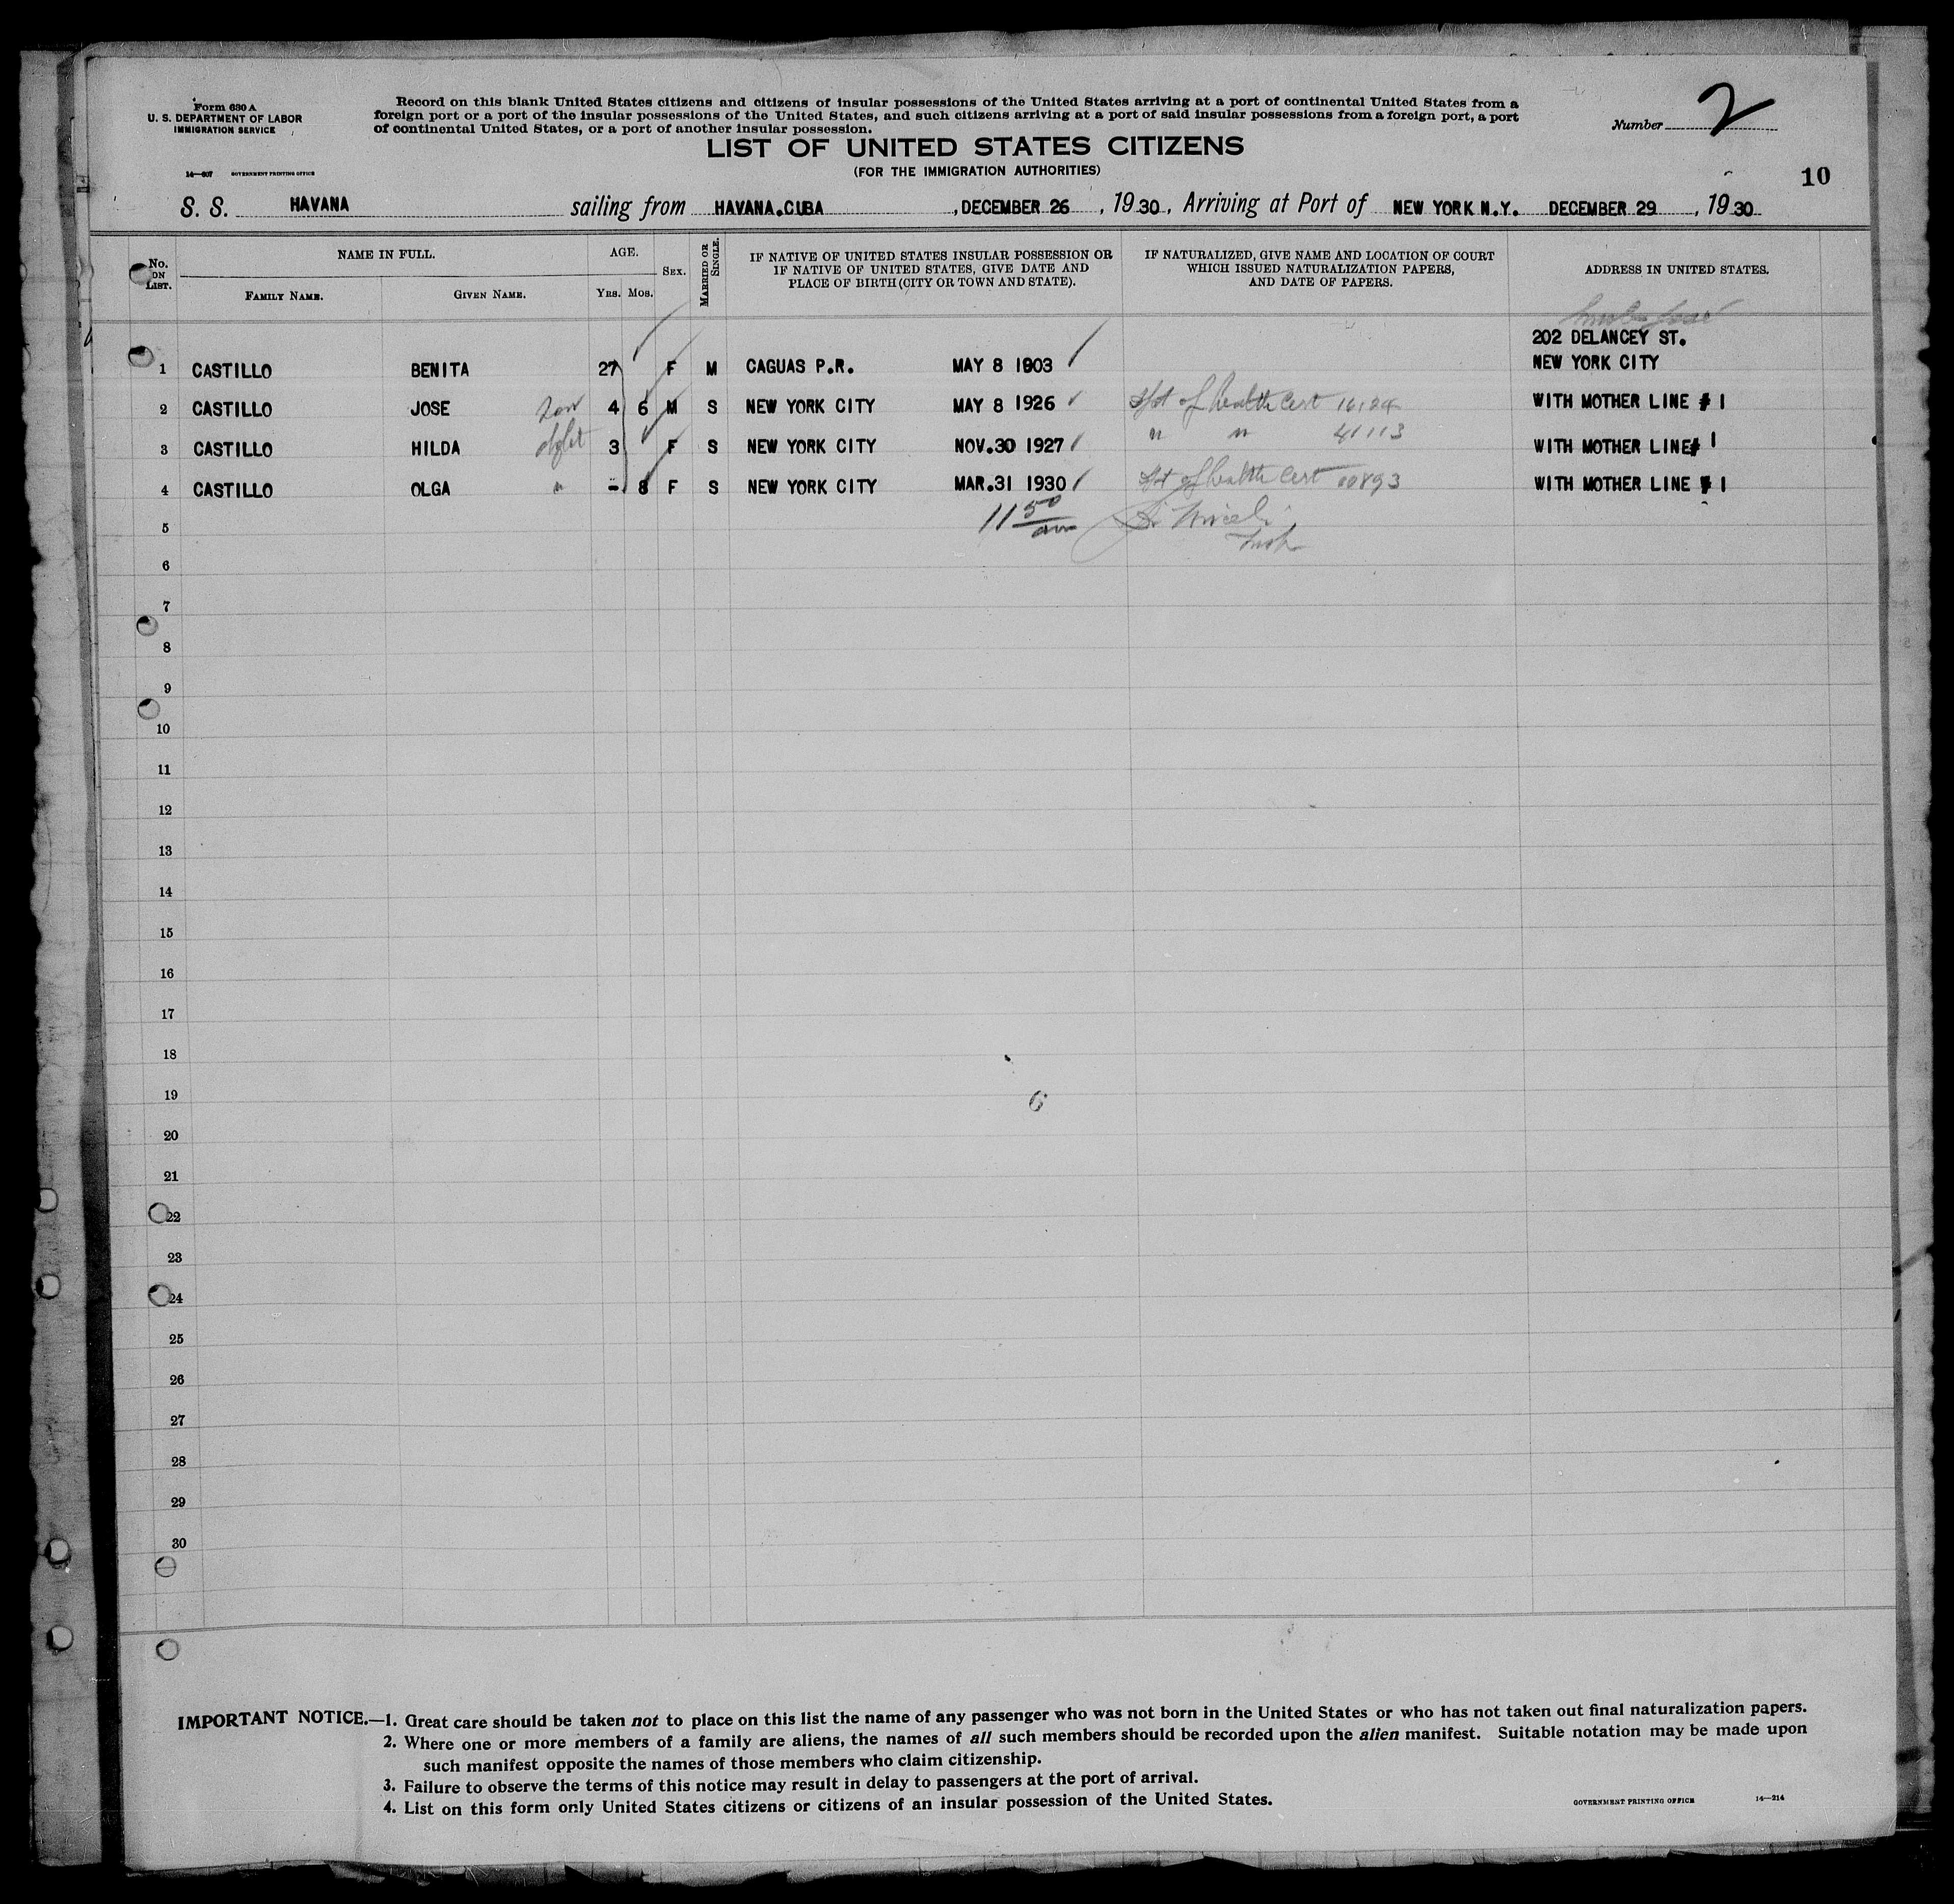 Form 630 A
U. S. DEPARTMENT OF LABOR
IMMIGRATION SERVICE
14—607 GOVERNMENT PRINTING OFFICE
Record on this blank United States citizens and citizens of insular possessions of the United States arriving at a port of continental United States from a
foreign port or a port of the insular possessions of the United States, and such citizens arriving at a port of said insular possessions from a foreign port, a port
of continental United States, or a port of another insular possession.
Number 2
LIST OF UNITED STATES CITIZENS
(FOR THE IMMIGRATION AUTHORITIES)
10
S. S. HAVANA sailing from HAVANA.CUBA, DECEMBER 26, 1930, Arriving at Port of NEW YORK N.Y. DECEMBER 29, 1930
No. ON LIST. NAME IN FULL. FAMILY NAME. GIVEN NAME. AGE. YRS. MOS. SEX. MARRIED OR SINGLE. IF NATIVE OF UNITED STATES INSULAR POSSESSION OR IF NATIVE OF UNITED STATES, GIVE DATE AND PLACE OF BIRTH (CITY OR TOWN AND STATE). IF NATURALIZED, GIVE NAME AND LOCATION OF COURT WHICH ISSUED NATURALIZATION PAPERS, AND DATE OF PAPERS. ADDRESS IN UNITED STATES.
202 DELANCEY ST.
1 CASTILLO BENITA 27 F M CAGUAS P.R. MAY 8 1903 NEW YORK CITY
2 CASTILLO JOSE son 4 6 M S NEW YORK CITY MAY 8 1926 of health Cert WITH MOTHER LINE # 1
3 CASTILLO HILDA 3 F S NEW YORK CITY NOV.30 1927 " " 41113 WITH MOTHER LINE# 1
4 CASTILLO OLGA " - 8 F S NEW YORK CITY MAR.31 1930 of health Cert WITH MOTHER LINE # 1
11 50 am
5
6
7
8
9
10
11
12
13
14
15
16
17
18
19
6
20
21
22
23
24
25
26
27
28
29
30
IMPORTANT NOTICE.—1. Great care should be taken not to place on this list the name of any passenger who was not born in the United States or who has not taken out final naturalization papers.
2. Where one or more members of a family are aliens, the names of all such members should be recorded upon the alien manifest. Suitable notation may be made upon
such manifest opposite the names of those members who claim citizenship.
3. Failure to observe the terms of this notice may result in delay to passengers at the port of arrival.
4. List on this form only United States citizens or citizens of an insular possession of the United States.
GOVERNMENT PRINTING OFFICE 14—214